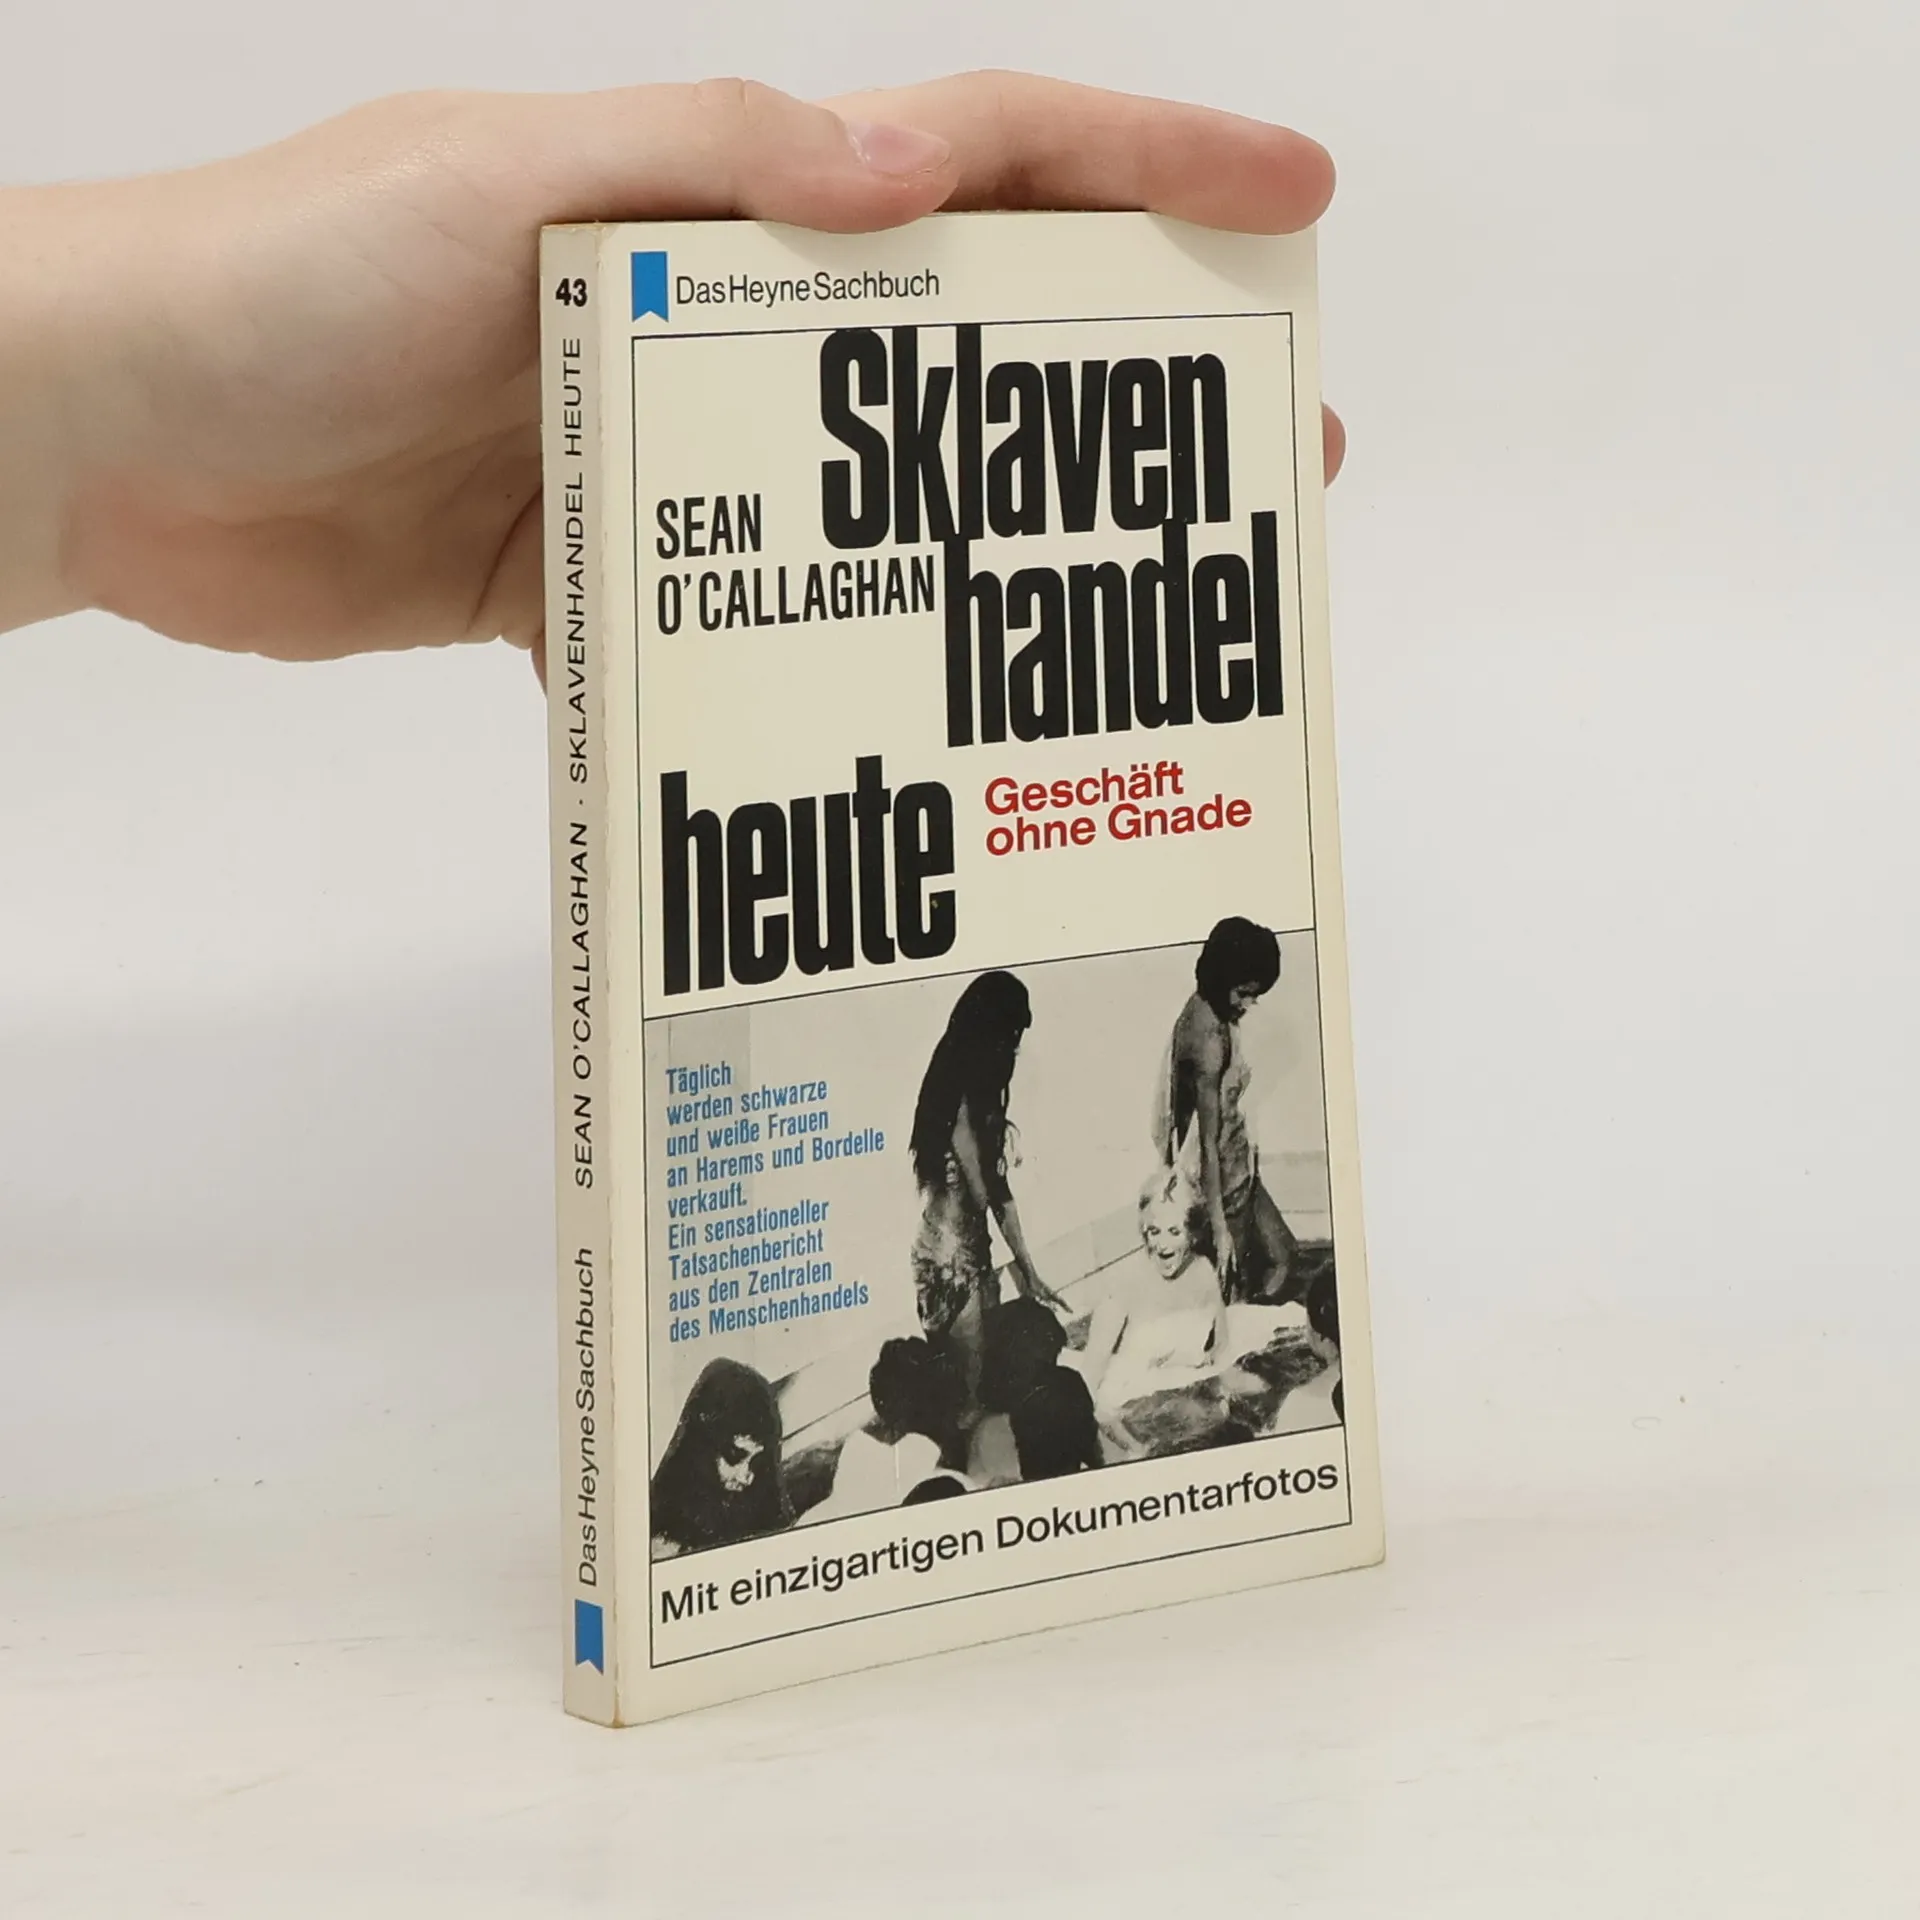 43
SEAN O'CALLAGHAN · SKLAVENHANDEL HEUTE
Das Heyne Sachbuch
Das Heyne Sachbuch
Sklaven
SEAN
O'CALLAGHAN
handel
heute
Geschäft
ohne Gnade
Täglich
werden schwarze
und weiße Frauen
an Harems und Bordelle
verkauft.
Ein sensationeller
Tatsachenbericht
aus den Zentralen
des Menschenhandels
Mit einzigartigen Dokumentarfotos